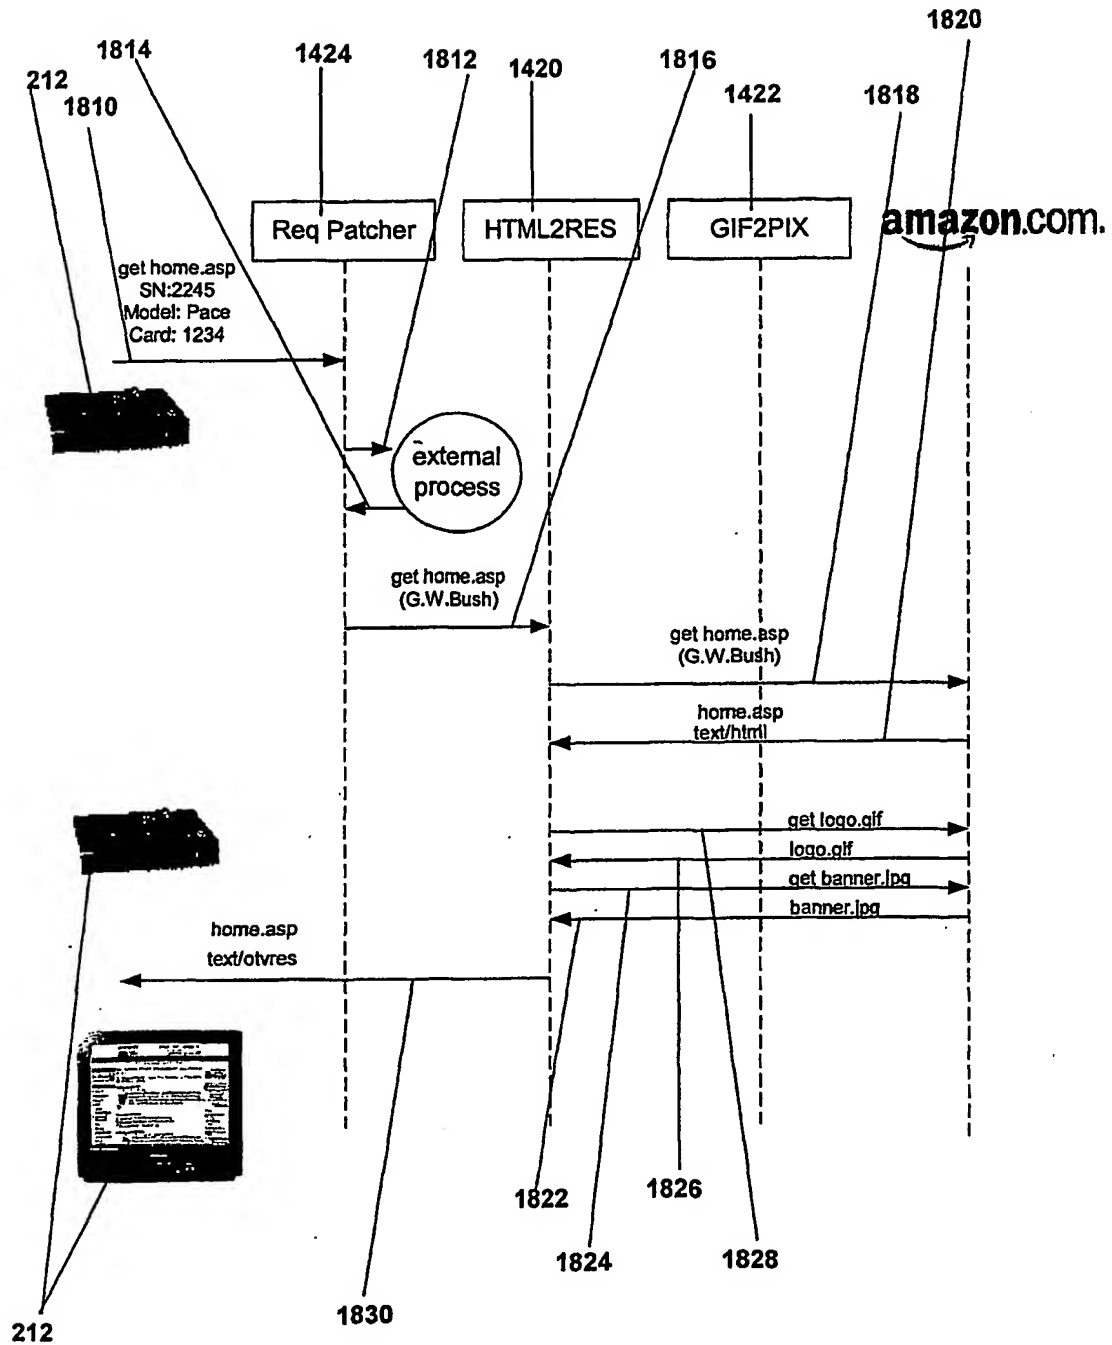 1820
1814
1424
1812
1420
1816
212
1810
1422
1818
Req Patcher
HTML2RES
GIF2PIX
amazon.com.
get home.asp
SN:2245
Model: Pace
Card: 1234
external
process
get home.asp
(G.W.Bush)
get home.asp
(G.W.Bush)
home.asp
text/html
get logo.gif
logo.gif
get banner.jpg
banner.jpg
home.asp
text/otvres
1822
1826
1824
1828
1830
212